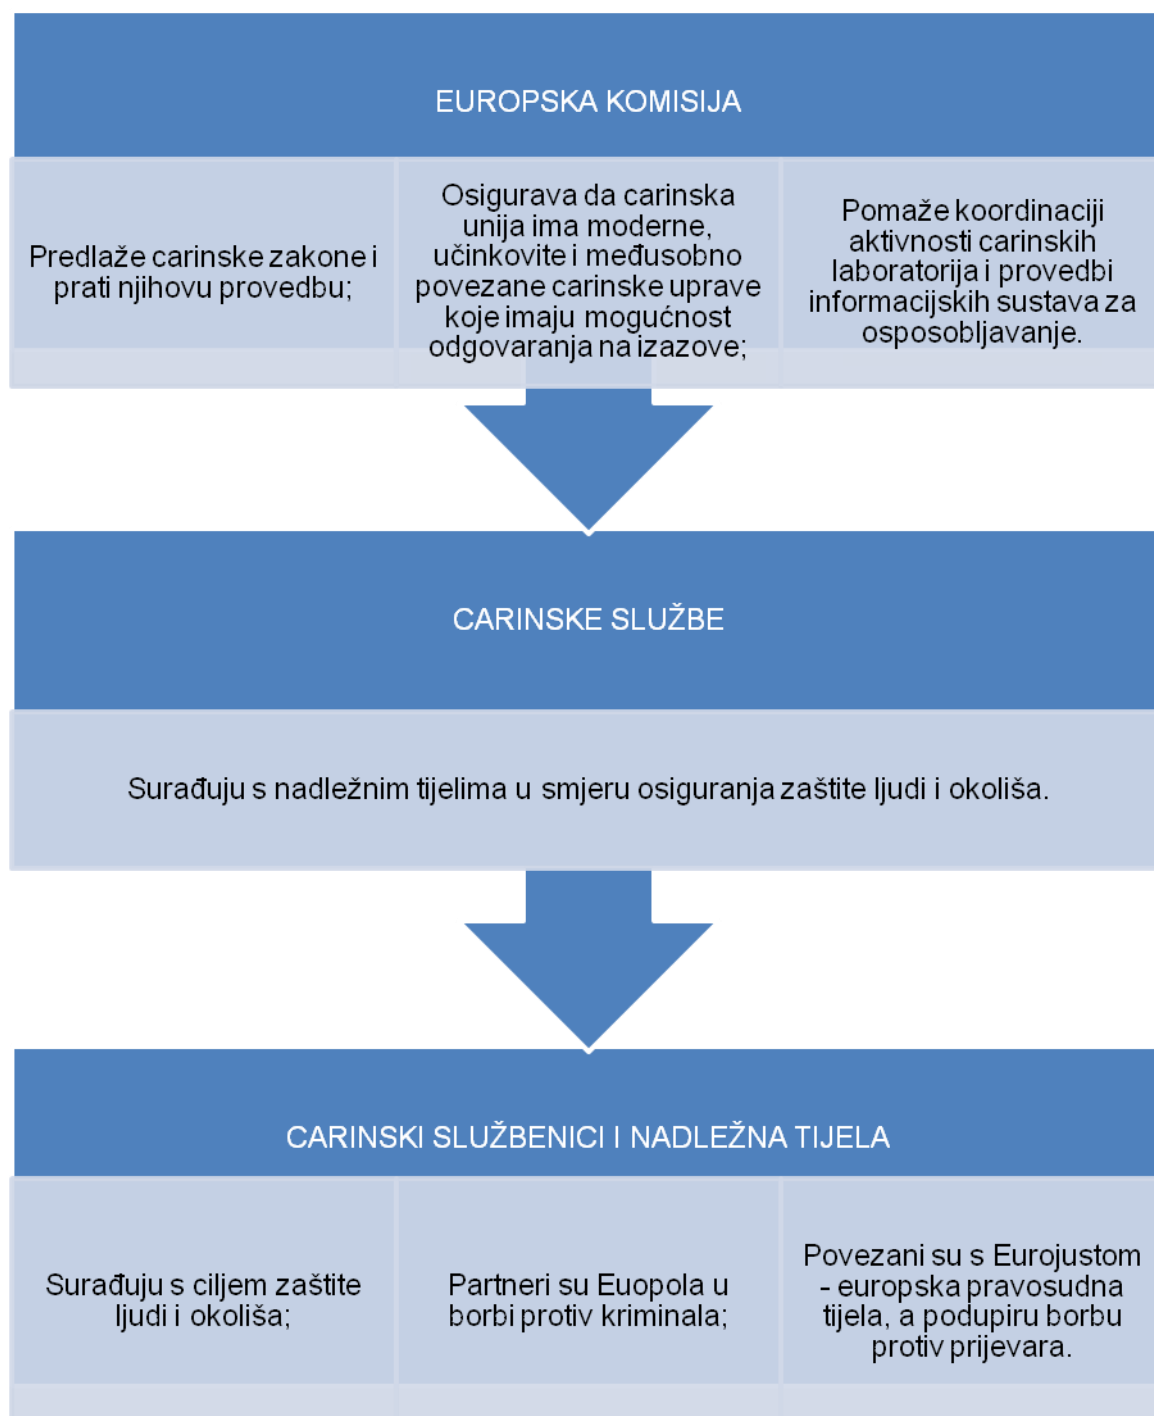 EUROPSKA KOMISIJA
Predlaže carinske zakone i
prati njihovu provedbu;
Osigurava da carinska
unija ima moderne,
učinkovite i međusobno
povezane carinske uprave
koje imaju mogućnost
odgovaranja na izazove;
Pomaže koordinaciji
aktivnosti carinskih
laboratorija i provedbi
informacijskih sustava za
osposobljavanje.
CARINSKE SLUŽBE
Surađuju s nadležnim tijelima u smjeru osiguranja zaštite ljudi i okoliša.
CARINSKI SLUŽBENICI I NADLEŽNA TIJELA
Surađuju s ciljem zaštite
ljudi i okoliša;
Partneri su Euopola u
borbi protiv kriminala;
Povezani su s Eurojustom
- europska pravosudna
tijela, a podupiru borbu
protiv prijevara.